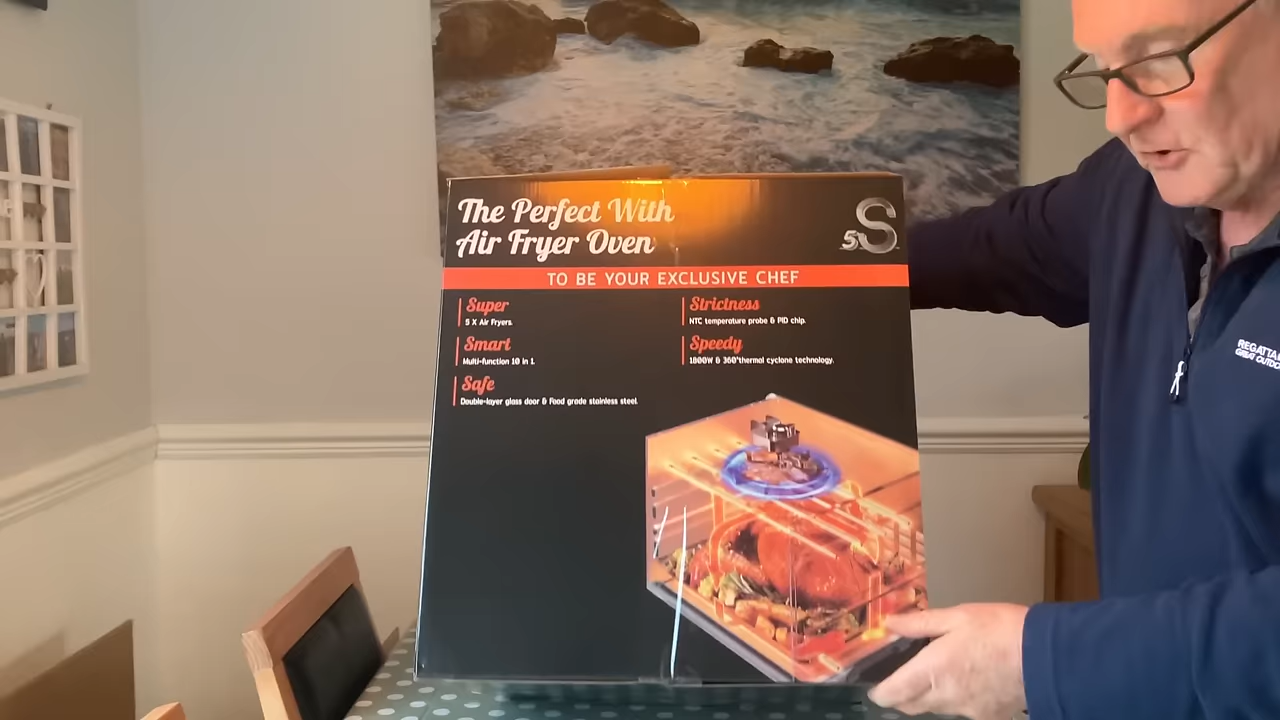 The Perfect With
Air Fryer Oven
5S
TO BE YOUR EXCLUSIVE CHEF
Super
5 X Air Fryers.
Smart
Multi-function 10 in 1.
Safe
Double-layer glass door & Food grade stainless steel.
Strictness
NTC temperature probe & PID chip.
Speedy
1800W & 360°thermal cyclone technology.
REGATTA
GREAT